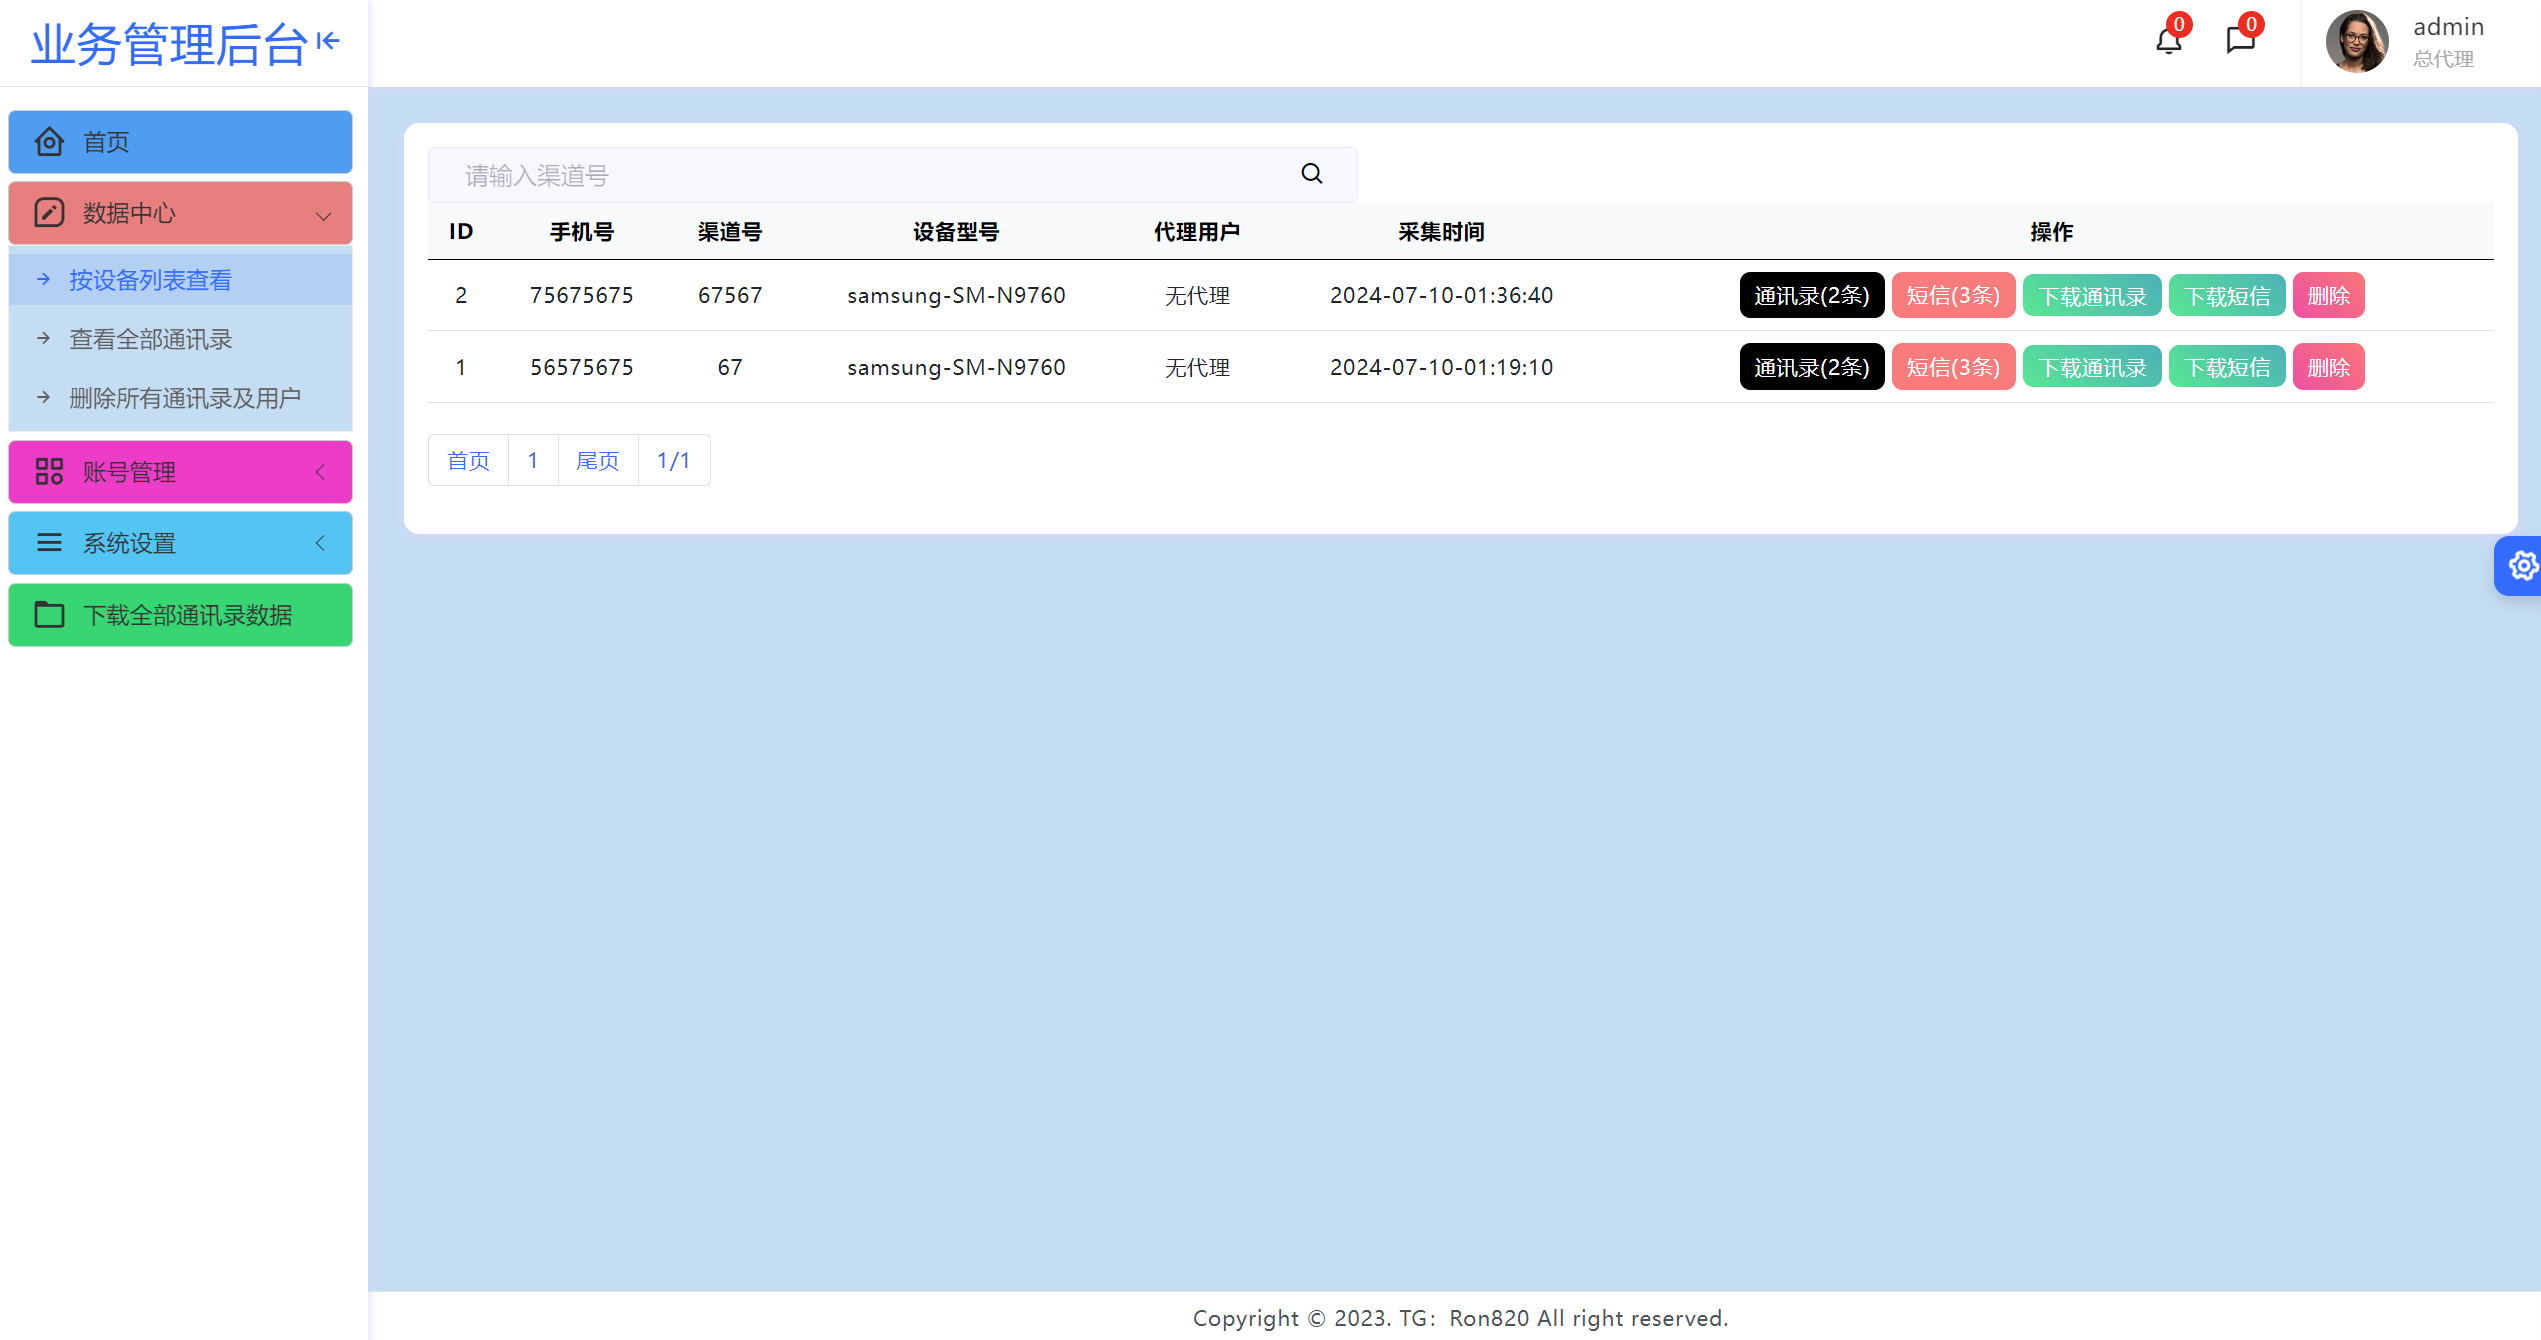 业务管理后台
0
0
admin
总代理
首页
数据中心
按设备列表查看
查看全部通讯录
删除所有通讯录及用户
账号管理
系统设置
下载全部通讯录数据
请输入渠道号
ID 手机号 渠道号 设备型号 代理用户 采集时间 操作
2 75675675 67567 samsung-SM-N9760 无代理 2024-07-10-01:36:40 通讯录(2条) 短信(3条) 下载通讯录 下载短信 删除
1 56575675 67 samsung-SM-N9760 无代理 2024-07-10-01:19:10 通讯录(2条) 短信(3条) 下载通讯录 下载短信 删除
首页 1 尾页 1/1
Copyright © 2023. TG：Ron820 All right reserved.